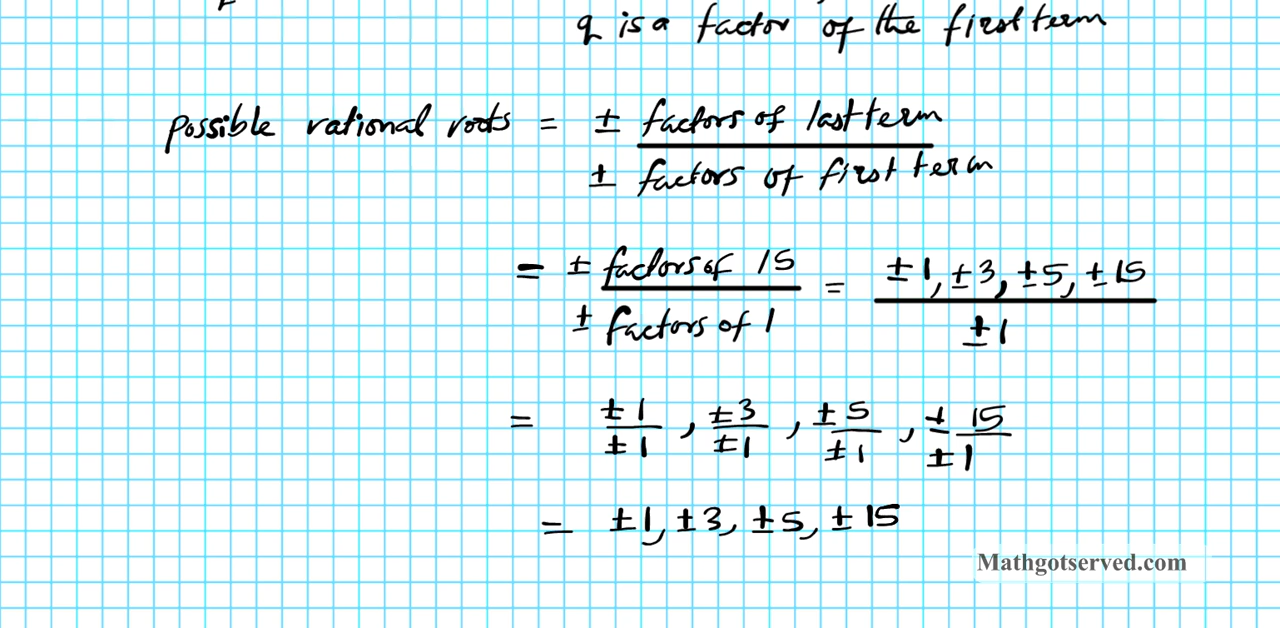 q is a factor of the first term
possible rational roots = ± factors of last term
± factors of first term
= ± factors of 15 = ±1, ±3, ±5, ±15
± factors of 1 ±1
= ±1/±1, ±3/±1, ±5/±1, ±15/±1
= ±1, ±3, ±5, ±15
Mathgotserved.com